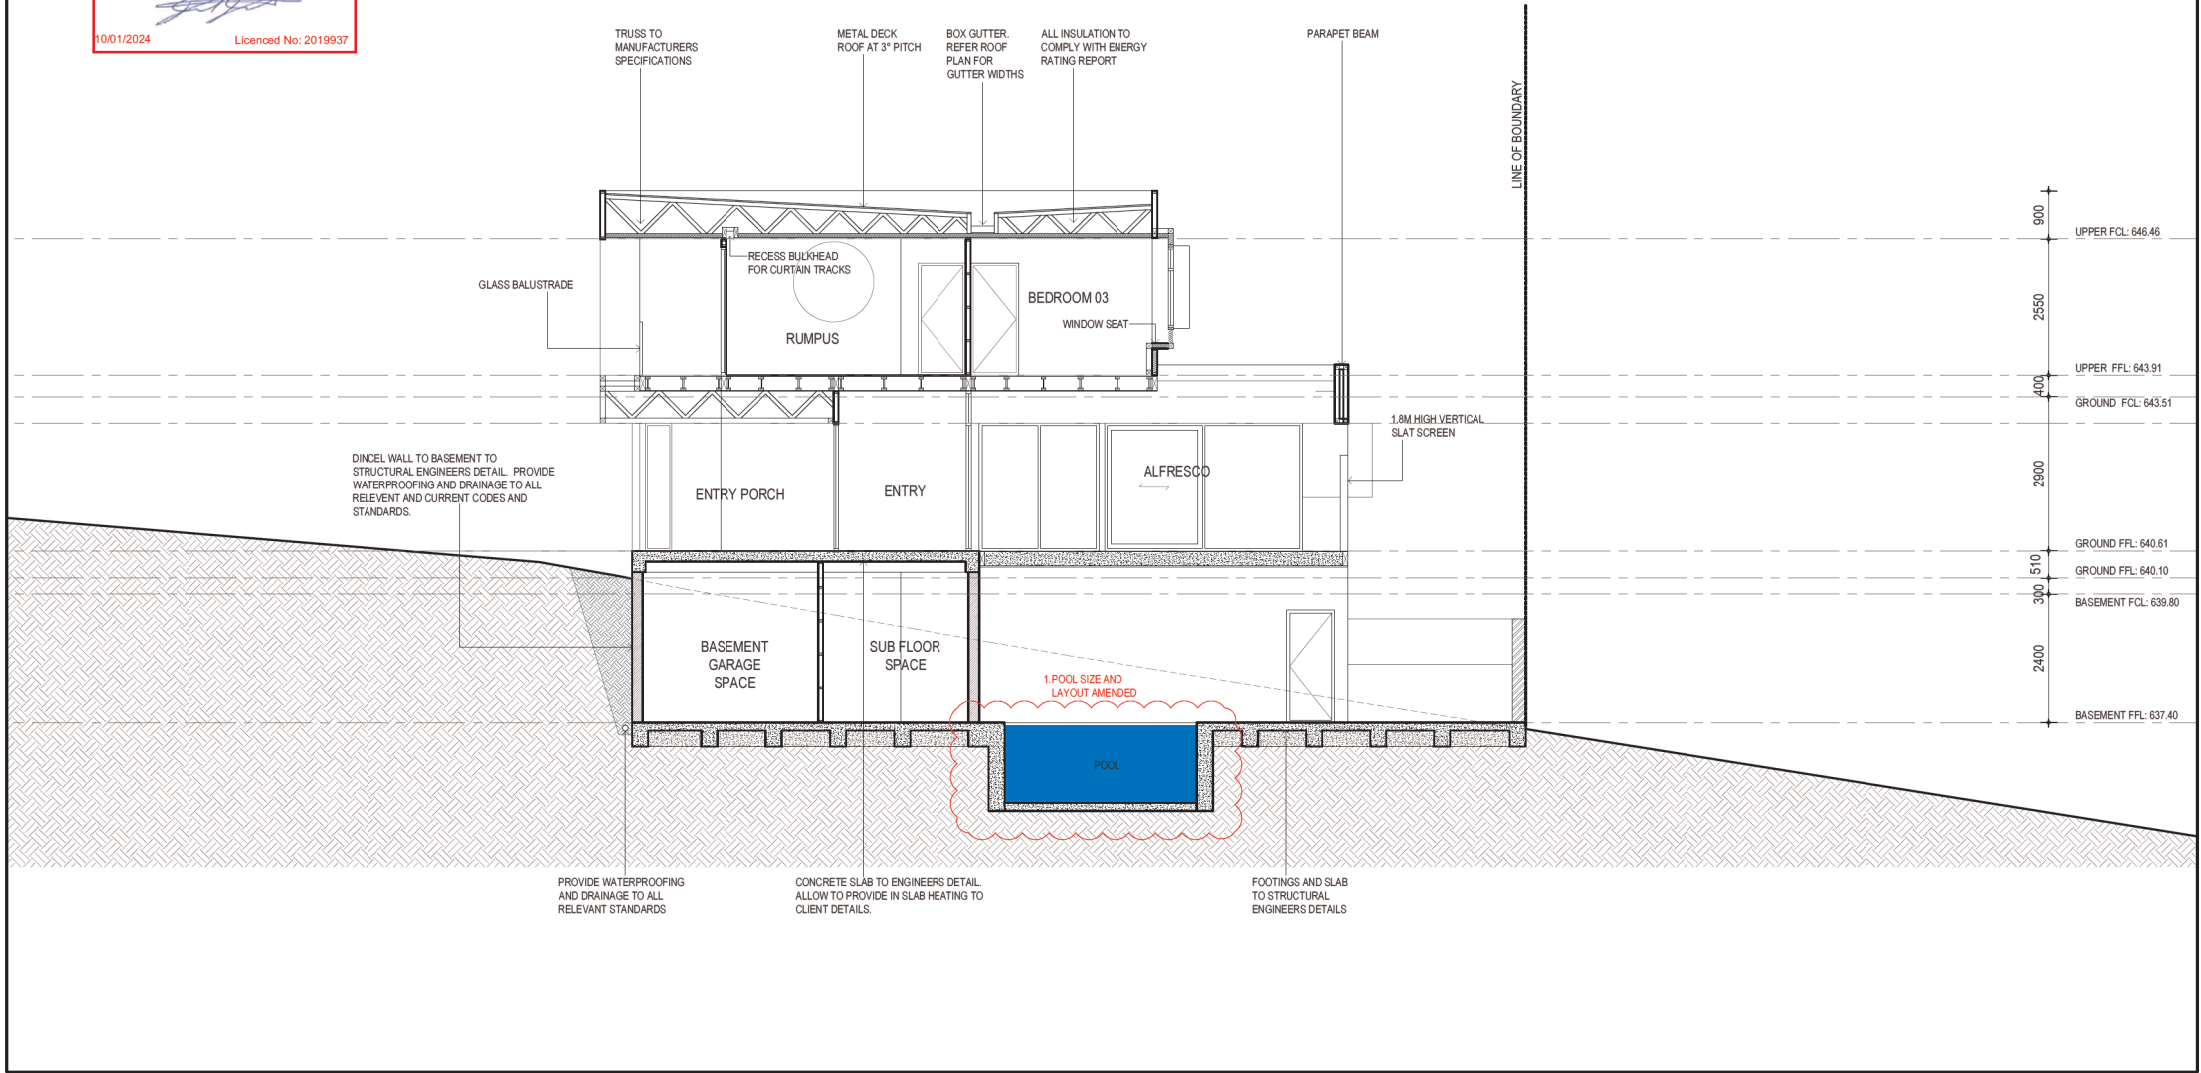 10/01/2024
Licenced No: 2019937
TRUSS TO
MANUFACTURERS
SPECIFICATIONS
METAL DECK
ROOF AT 3° PITCH
BOX GUTTER.
REFER ROOF
PLAN FOR
GUTTER WIDTHS
ALL INSULATION TO
COMPLY WITH ENERGY
RATING REPORT
PARAPET BEAM
LINE OF BOUNDARY
900
UPPER FCL: 646.46
RECESS BULKHEAD
FOR CURTAIN TRACKS
GLASS BALUSTRADE
BEDROOM 03
WINDOW SEAT
RUMPUS
2550
UPPER FFL: 643.91
400
GROUND FCL: 643.51
1.8M HIGH VERTICAL
SLAT SCREEN
DINCEL WALL TO BASEMENT TO
STRUCTURAL ENGINEERS DETAIL. PROVIDE
WATERPROOFING AND DRAINAGE TO ALL
RELEVENT AND CURRENT CODES AND
STANDARDS.
ENTRY PORCH
ENTRY
ALFRESCO
2900
GROUND FFL: 640.61
510
GROUND FFL: 640.10
300
BASEMENT FCL: 639.80
BASEMENT
GARAGE
SPACE
SUB FLOOR
SPACE
2400
1.POOL SIZE AND
LAYOUT AMENDED
BASEMENT FFL: 637.40
POOL
PROVIDE WATERPROOFING
AND DRAINAGE TO ALL
RELEVANT STANDARDS
CONCRETE SLAB TO ENGINEERS DETAIL.
ALLOW TO PROVIDE IN SLAB HEATING TO
CLIENT DETAILS.
FOOTINGS AND SLAB
TO STRUCTURAL
ENGINEERS DETAILS